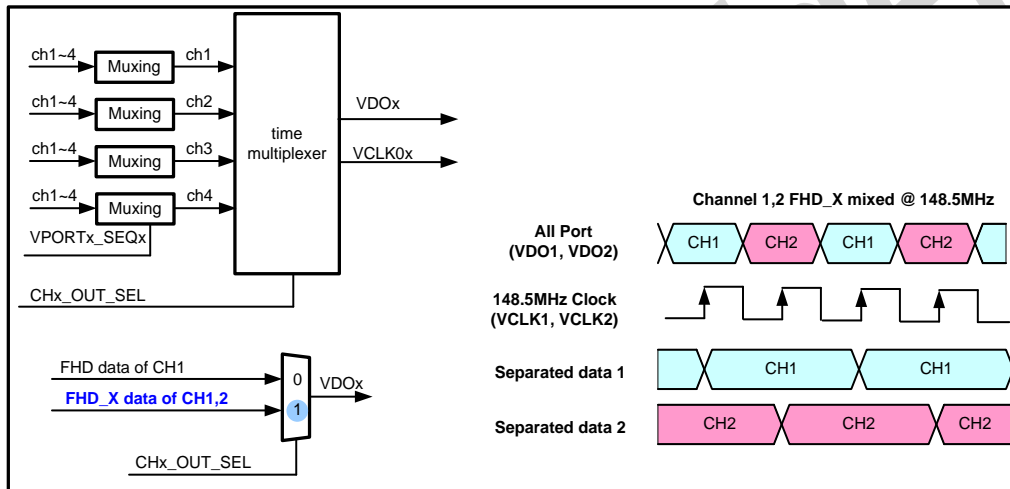 ch1~4 Muxing ch1
ch1~4 Muxing ch2
ch1~4 Muxing ch3
ch1~4 Muxing ch4
VPORTx_SEQx
time
multiplexer
VDOx
VCLK0x
CHx_OUT_SEL
FHD data of CH1
FHD_X data of CH1,2
0
1
VDOx
CHx_OUT_SEL
Channel 1,2 FHD_X mixed @ 148.5MHz
All Port
(VDO1, VDO2)
CH1 CH2 CH1 CH2
148.5MHz Clock
(VCLK1, VCLK2)
Separated data 1
CH1 CH1
Separated data 2
CH2 CH2 CH2